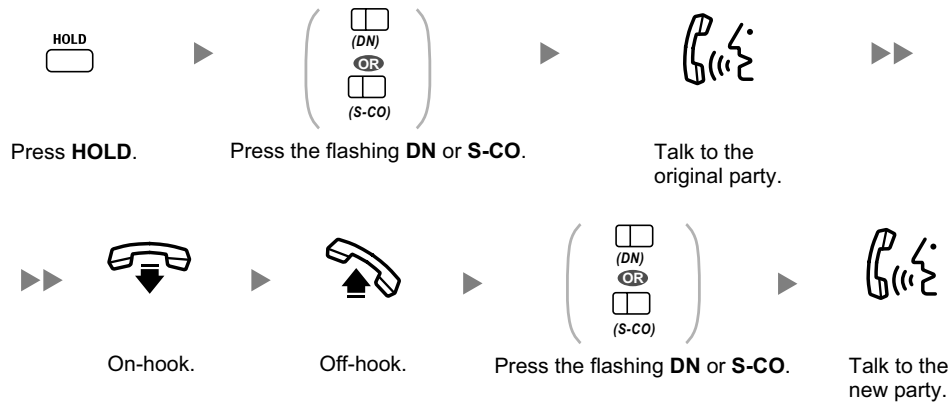 HOLD
(DN)
OR
(S-CO)
Press HOLD.
Press the flashing DN or S-CO.
Talk to the
original party.
(DN)
OR
(S-CO)
On-hook.
Off-hook.
Press the flashing DN or S-CO.
Talk to the
new party.